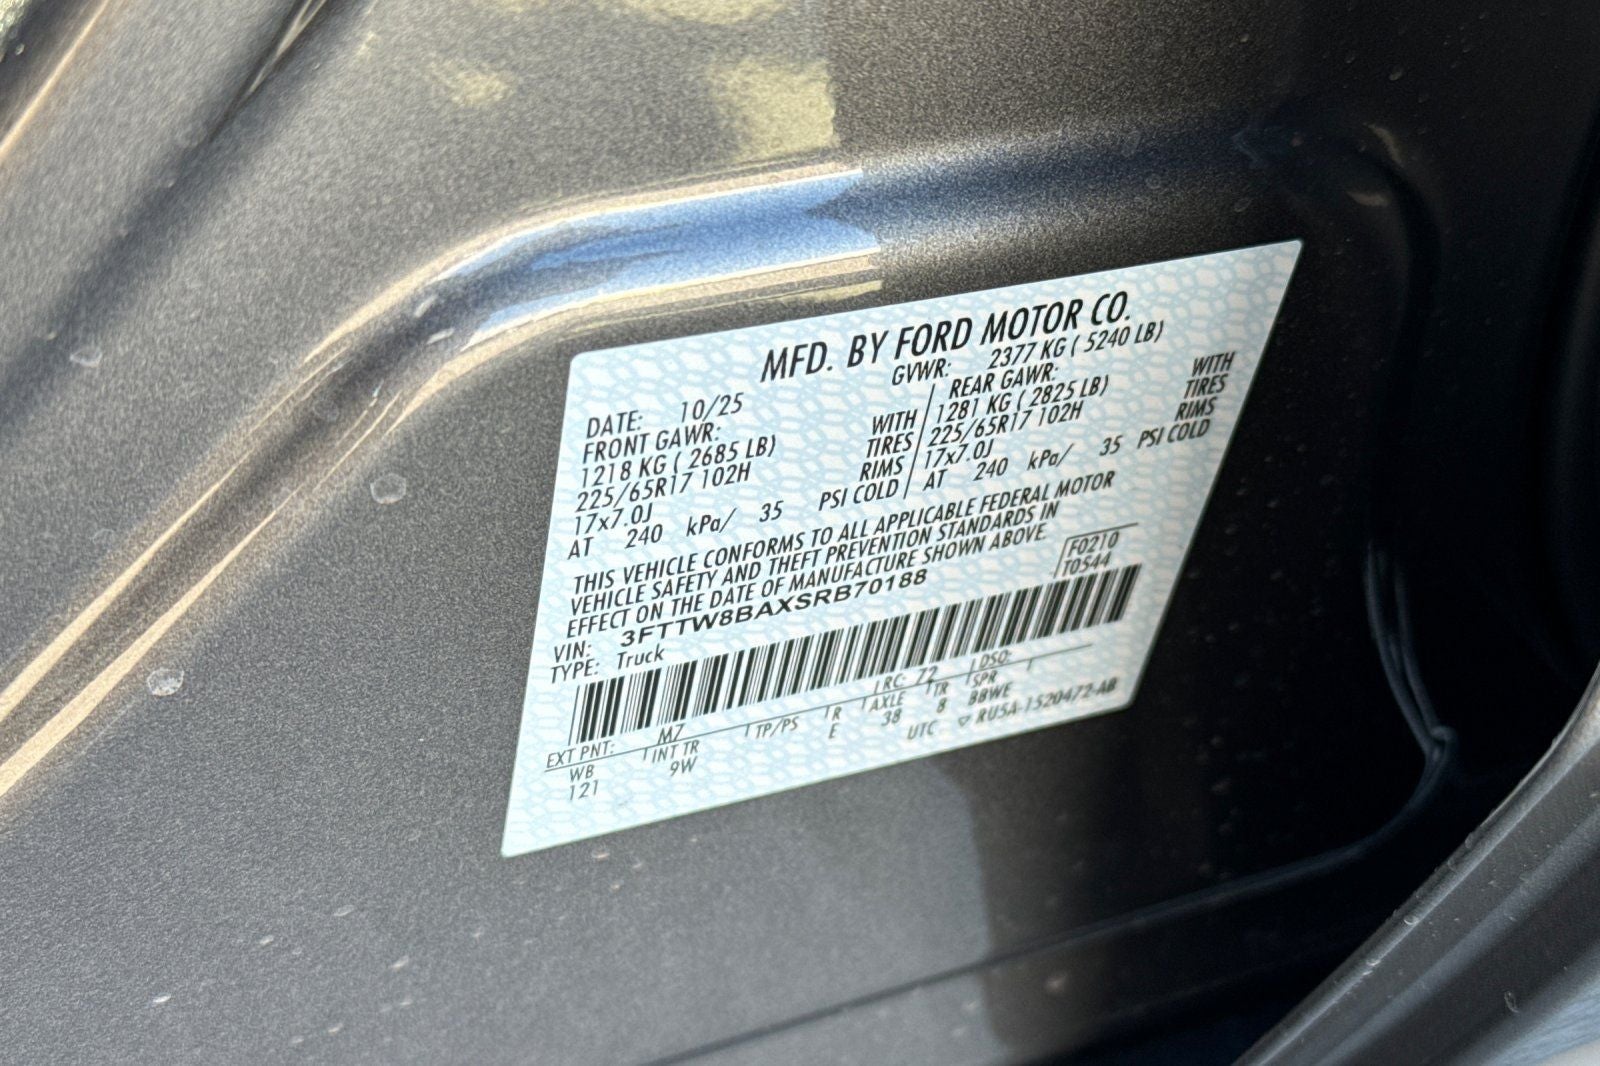 MFD. BY FORD MOTOR CO.
DATE: 10/25 GVWR: 2377 KG ( 5240 LB)
FRONT GAWR: REAR GAWR:
1218 KG ( 2685 LB) WITH 1281 KG ( 2825 LB) WITH
225/65R17 102H TIRES 225/65R17 102H TIRES
17x7.0J RIMS 17x7.0J RIMS
AT 240 kPa/ 35 PSI COLD AT 240 kPa/ 35 PSI COLD
THIS VEHICLE CONFORMS TO ALL APPLICABLE FEDERAL MOTOR
VEHICLE SAFETY AND THEFT PREVENTION STANDARDS IN
EFFECT ON THE DATE OF MANUFACTURE SHOWN ABOVE.
VIN: 3FTTW8BAXSRB70188 F0210
TYPE: Truck T0544
EXT PNT: M7 RC: 72 DSO:
WB INT TR TP/PS R AXLE TR SPR
121 9W E 38 8 BBWE
UTC ▽ RU5A-1520472-AB